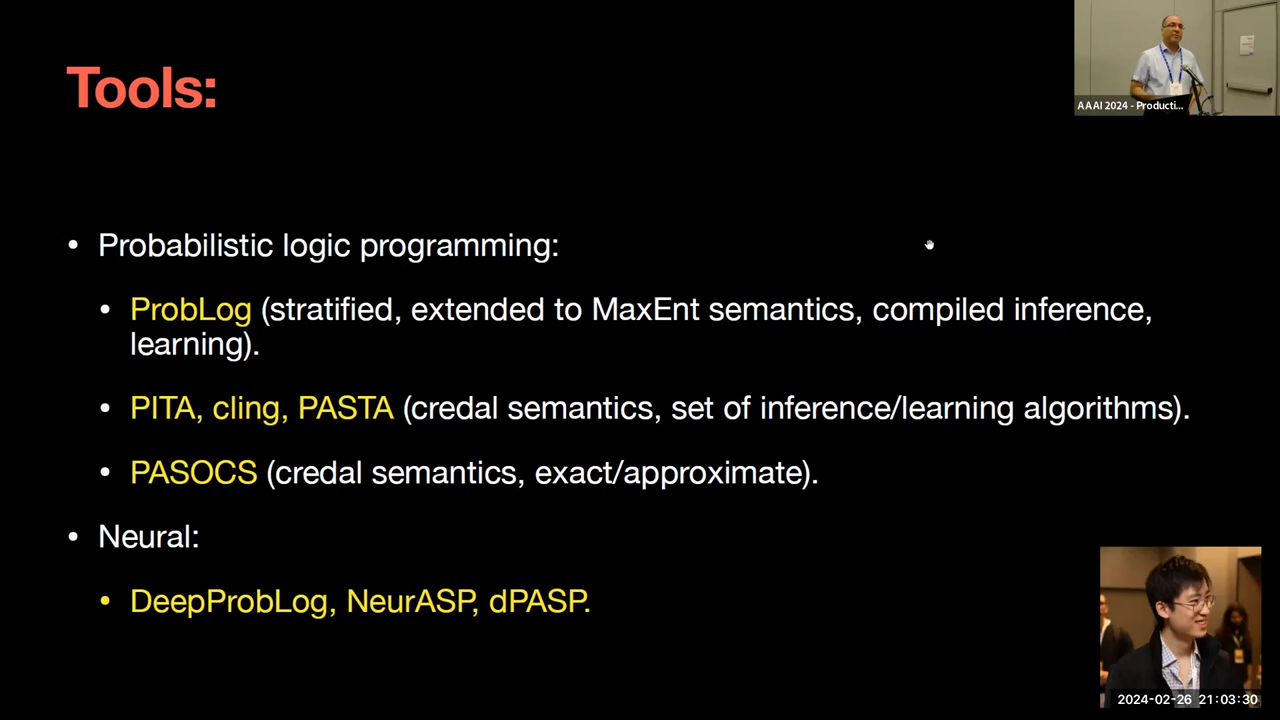 Tools:
AAAI 2024 - Producti...
• Probabilistic logic programming:
• ProbLog (stratified, extended to MaxEnt semantics, compiled inference,
learning).
• PITA, cling, PASTA (credal semantics, set of inference/learning algorithms).
• PASOCS (credal semantics, exact/approximate).
• Neural:
• DeepProbLog, NeurASP, dPASP.
2024-02-26 21:03:30